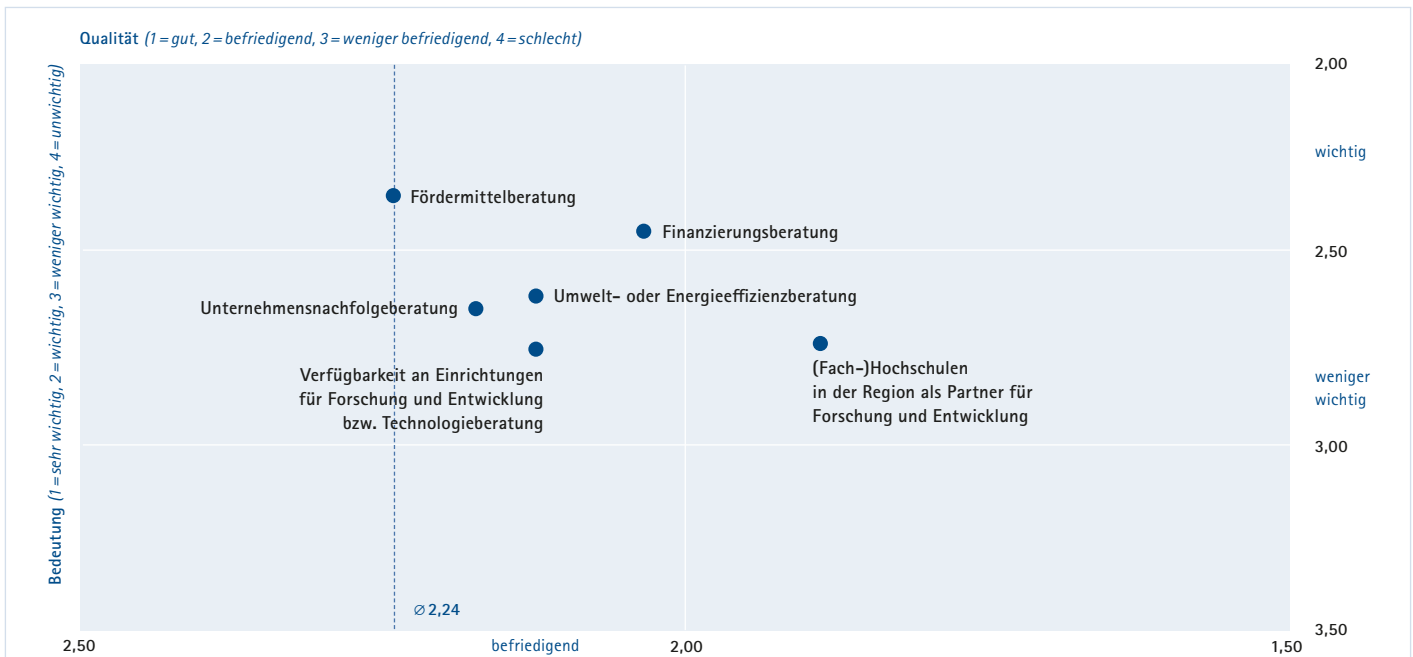 Qualität (1 = gut, 2 = befriedigend, 3 = weniger befriedigend, 4 = schlecht)
Bedeutung (1 = sehr wichtig, 2 = wichtig, 3 = weniger wichtig, 4 = unwichtig)
2,00
wichtig
Fördermittelberatung
Finanzierungsberatung
2,50
Umwelt- oder Energieeffizienzberatung
Unternehmensnachfolgeberatung
Verfügbarkeit an Einrichtungen
für Forschung und Entwicklung
bzw. Technologieberatung
(Fach-)Hochschulen
in der Region als Partner für
Forschung und Entwicklung
weniger
wichtig
3,00
∅ 2,24
3,50
2,50
befriedigend
2,00
1,50